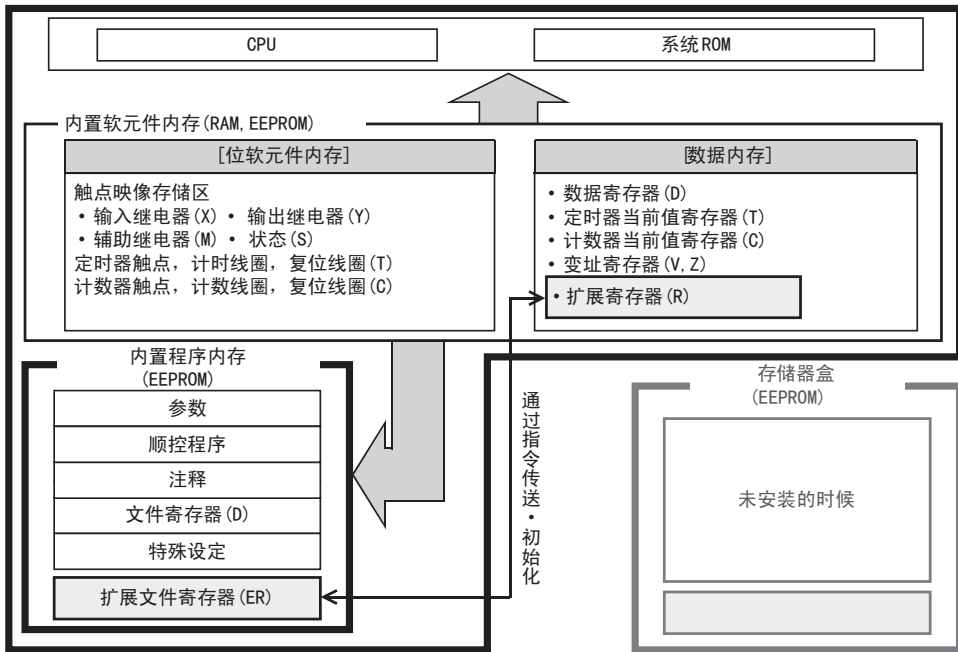 CPU
系统ROM
内置软元件内存(RAM, EEPROM)
[位软元件内存]
触点映像存储区
• 输入继电器(X) • 输出继电器(Y)
• 辅助继电器(M) • 状态(S)
定时器触点，计时线圈，复位线圈(T)
计数器触点，计数线圈，复位线圈(C)
[数据内存]
• 数据寄存器(D)
• 定时器当前值寄存器(T)
• 计数器当前值寄存器(C)
• 变址寄存器(V, Z)
• 扩展寄存器(R)
内置程序内存
(EEPROM)
参数
顺控程序
注释
文件寄存器(D)
特殊设定
扩展文件寄存器(ER)
通过指令传送・初始化
存储器盒
(EEPROM)
未安装的时候